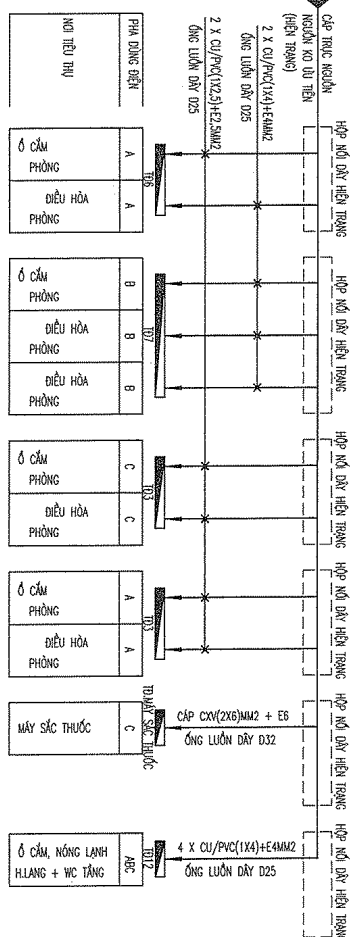 CÁP TRỤC NGUỒN
NGUỒN KO ƯU TIÊN
(HIỆN TRẠNG)
2 X CU/PVC(1X4)+E4MM2
ỐNG LUỒN DÂY D25
2 X CU/PVC(1X2,5)+E2.5MM2
ỐNG LUỒN DÂY D25
PHA DÙNG ĐIỆN
NƠI TIÊU THỤ
HỘP NỐI DÂY HIỆN TRẠNG
TĐ6
A
Ổ CẮM
PHÒNG
A
ĐIỀU HÒA
PHÒNG
HỘP NỐI DÂY HIỆN TRẠNG
TĐ7
B
Ổ CẮM
PHÒNG
B
ĐIỀU HÒA
PHÒNG
B
ĐIỀU HÒA
PHÒNG
HỘP NỐI DÂY HIỆN TRẠNG
TĐ3
C
Ổ CẮM
PHÒNG
C
ĐIỀU HÒA
PHÒNG
HỘP NỐI DÂY HIỆN TRẠNG
TĐ3
A
Ổ CẮM
PHÒNG
A
ĐIỀU HÒA
PHÒNG
HỘP NỐI DÂY HIỆN TRẠNG
CÁP CXV(2X6)MM2 + E6
ỐNG LUỒN DÂY D32
TĐ.MÁY SẮC THUỐC
C
MÁY SẮC THUỐC
HỘP NỐI DÂY HIỆN TRẠNG
4 X CU/PVC(1X4)+E4MM2
ỐNG LUỒN DÂY D25
TĐ12
ABC
Ổ CẮM, NÓNG LẠNH
H.LANG + WC TẦNG